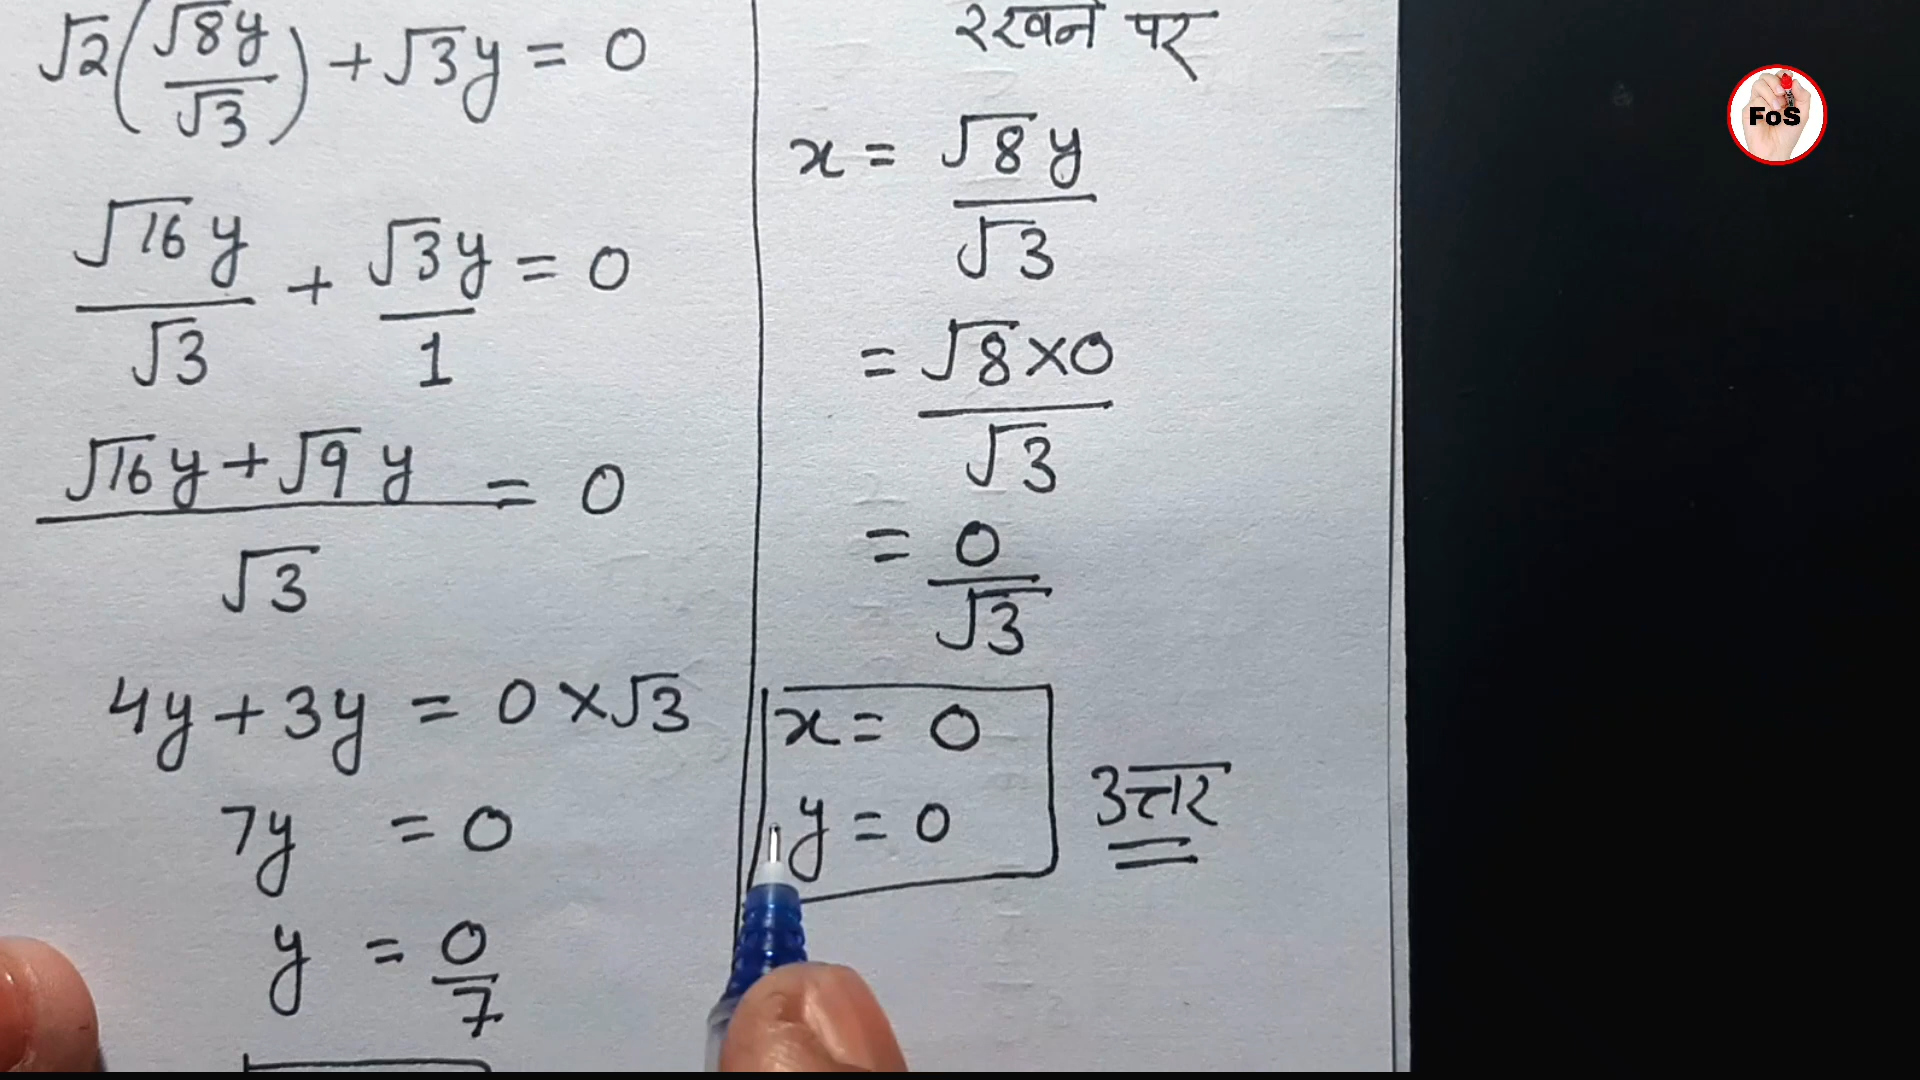 √2(√8y/√3) + √3y = 0
√16y/√3 + √3y/1 = 0
√16y + √9y/√3 = 0
4y + 3y = 0 × √3
7y = 0
y = 0/7
रखने पर
x = √8y/√3
= √8×0/√3
= 0/√3
x = 0
y = 0
उत्तर
FoS